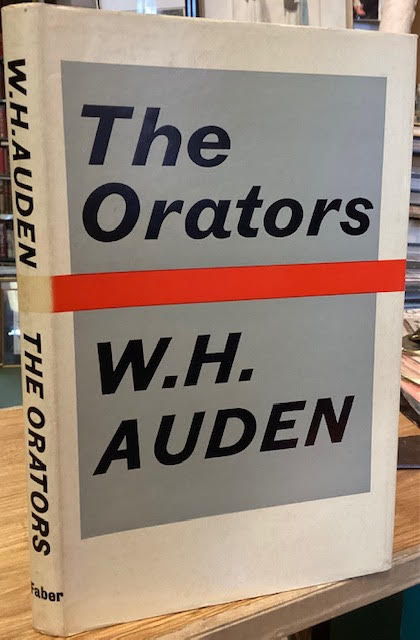 The
Orators
W.H.
AUDEN
W.H.AUDEN THE ORATORS
Faber